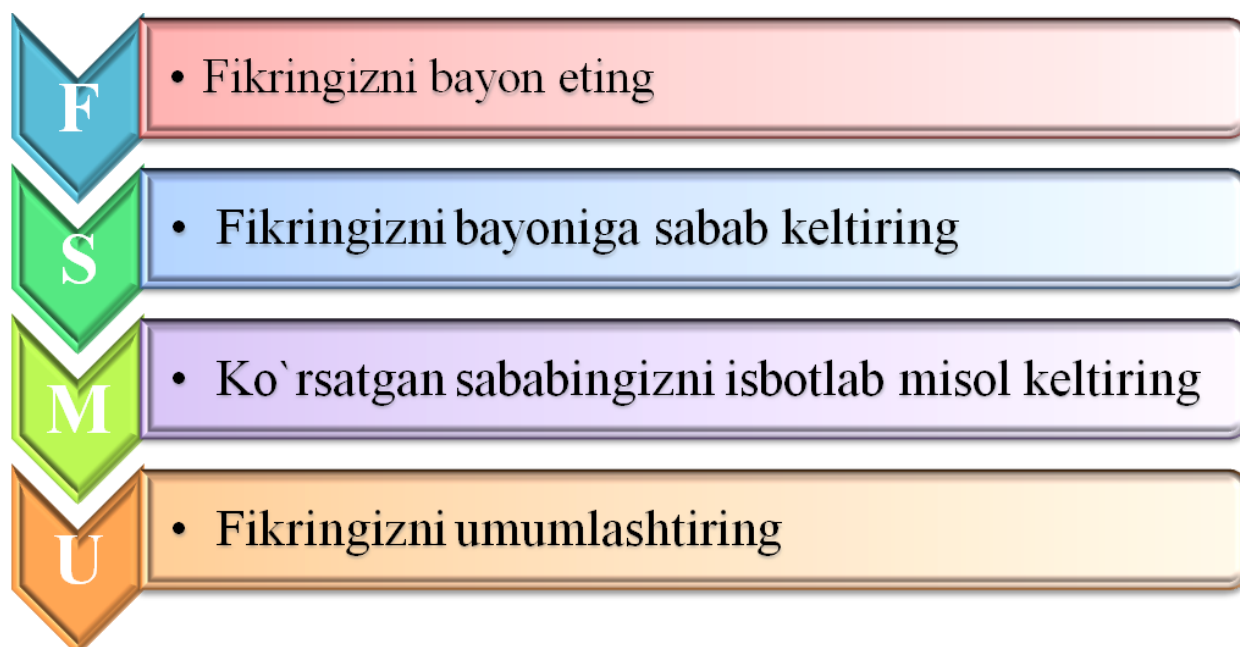 F
• Fikringizni bayon eting
S
• Fikringizni bayoniga sabab keltiring
M
• Ko`rsatgan sababingizni isbotlab misol keltiring
U
• Fikringizni umumlashtiring